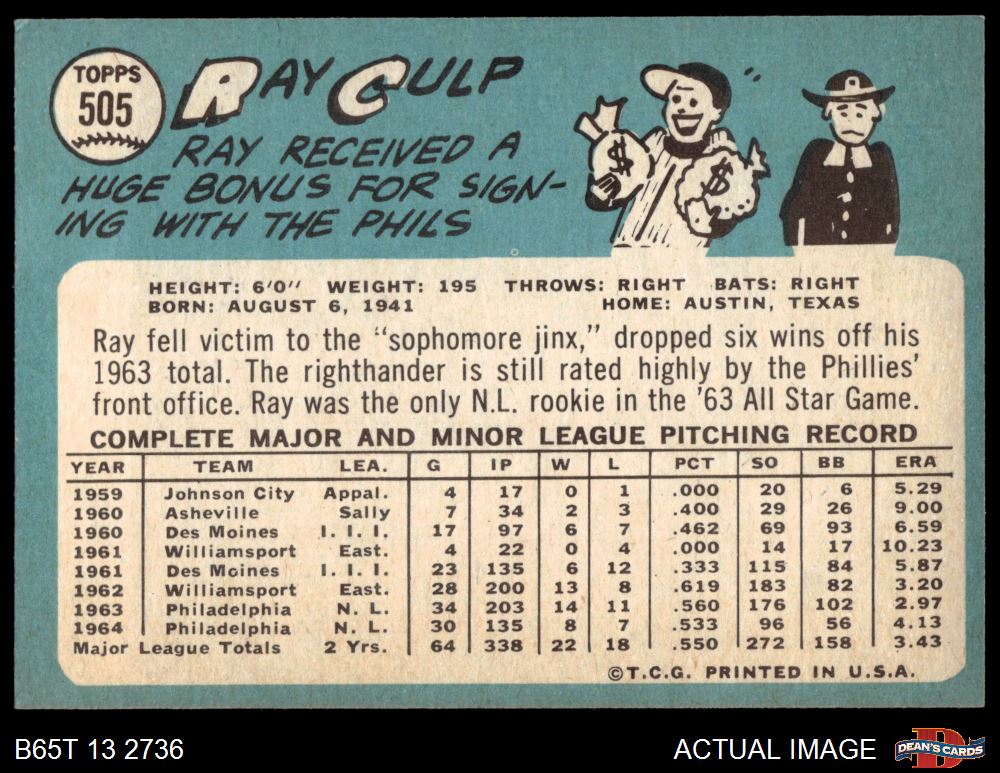 TOPPS
505
RAY CULP
RAY RECEIVED A
HUGE BONUS FOR SIGN-
ING WITH THE PHILS
$ $
HEIGHT: 6'0" WEIGHT: 195 THROWS: RIGHT BATS: RIGHT
BORN: AUGUST 6, 1941 HOME: AUSTIN, TEXAS
Ray fell victim to the "sophomore jinx," dropped six wins off his
1963 total. The righthander is still rated highly by the Phillies'
front office. Ray was the only N.L. rookie in the '63 All Star Game.
COMPLETE MAJOR AND MINOR LEAGUE PITCHING RECORD
YEAR TEAM LEA. G IP W L PCT SO BB ERA
1959 Johnson City Appal. 4 17 0 1 .000 20 6 5.29
1960 Asheville Sally 7 34 2 3 .400 29 26 9.00
1960 Des Moines I. I. I. 17 97 6 7 .462 69 93 6.59
1961 Williamsport East. 4 22 0 4 .000 14 17 10.23
1961 Des Moines I. I. I. 23 135 6 12 .333 115 84 5.87
1962 Williamsport East. 28 200 13 8 .619 183 82 3.20
1963 Philadelphia N. L. 34 203 14 11 .560 176 102 2.97
1964 Philadelphia N. L. 30 135 8 7 .533 96 56 4.13
Major League Totals 2 Yrs. 64 338 22 18 .550 272 158 3.43
©T.C.G. PRINTED IN U.S.A.
B65T 13 2736 ACTUAL IMAGE D DEAN'S CARDS